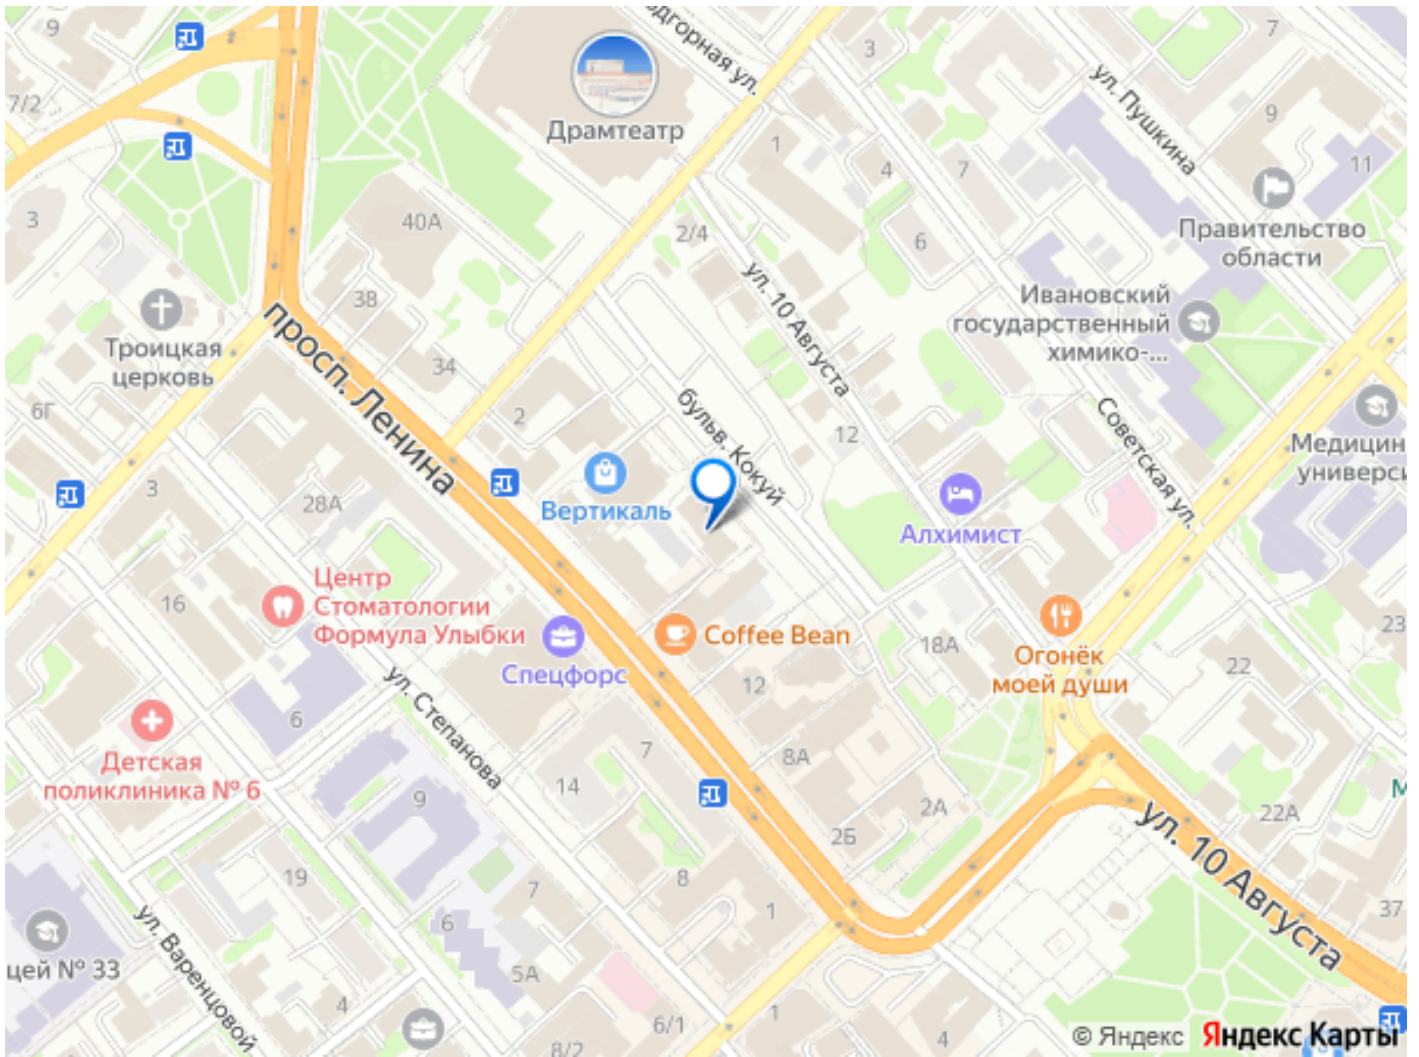 9
7/2
3
Драмтеатр
40А
38
34
2
Троицкая
церковь
6Г
просп. Ленина
3
28А
16
Центр
Стоматологии
Формула Улыбки
Вертикаль
Спецфорс
Coffee Bean
бульв. Кокуй
2/4
ул. 10 Августа
1
3
4
7
6
7
9
11
ул. Пушкина
Правительство
области
Ивановский
государственный
химико-...
Советская ул.
Медицин
универси
12
Алхимист
Огонёк
моей души
18А
22
23
12
8А
2Б
2А
7
14
8
1
ул. Степанова
6
Детская
поликлиника № 6
9
19
7
6
5А
4
ул. Варенцовой
цей № 33
8/2
6/1
1
4
ул. 10 Августа
22А
37
М
© Яндекс Яндекс Карты